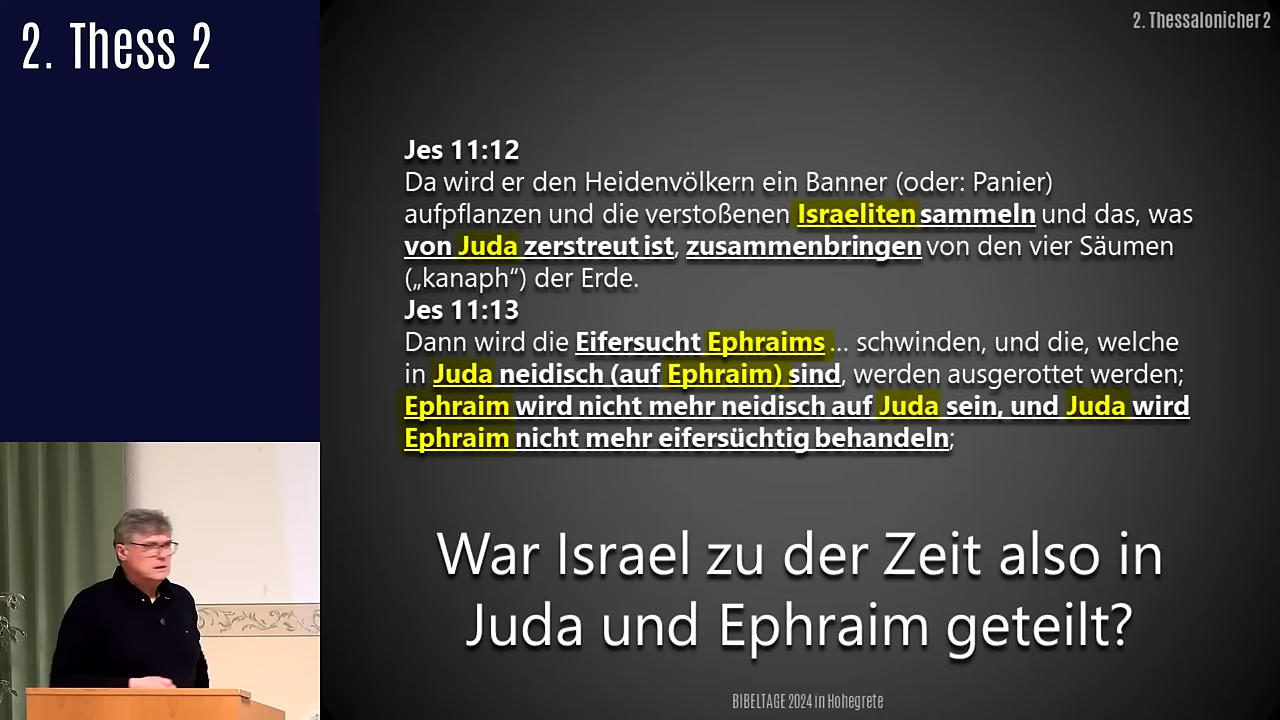 2. Thess 2
2. Thessalonicher 2
Jes 11:12
Da wird er den Heidenvölkern ein Banner (oder: Panier)
aufpflanzen und die verstoßenen Israeliten sammeln und das, was
von Juda zerstreut ist, zusammenbringen von den vier Säumen
(„kanaph“) der Erde.
Jes 11:13
Dann wird die Eifersucht Ephraims ... schwinden, und die, welche
in Juda neidisch (auf Ephraim) sind, werden ausgerottet werden;
Ephraim wird nicht mehr neidisch auf Juda sein, und Juda wird
Ephraim nicht mehr eifersüchtig behandeln;
War Israel zu der Zeit also in
Juda und Ephraim geteilt?
BIBELTAGE 2024 in Hohegrete